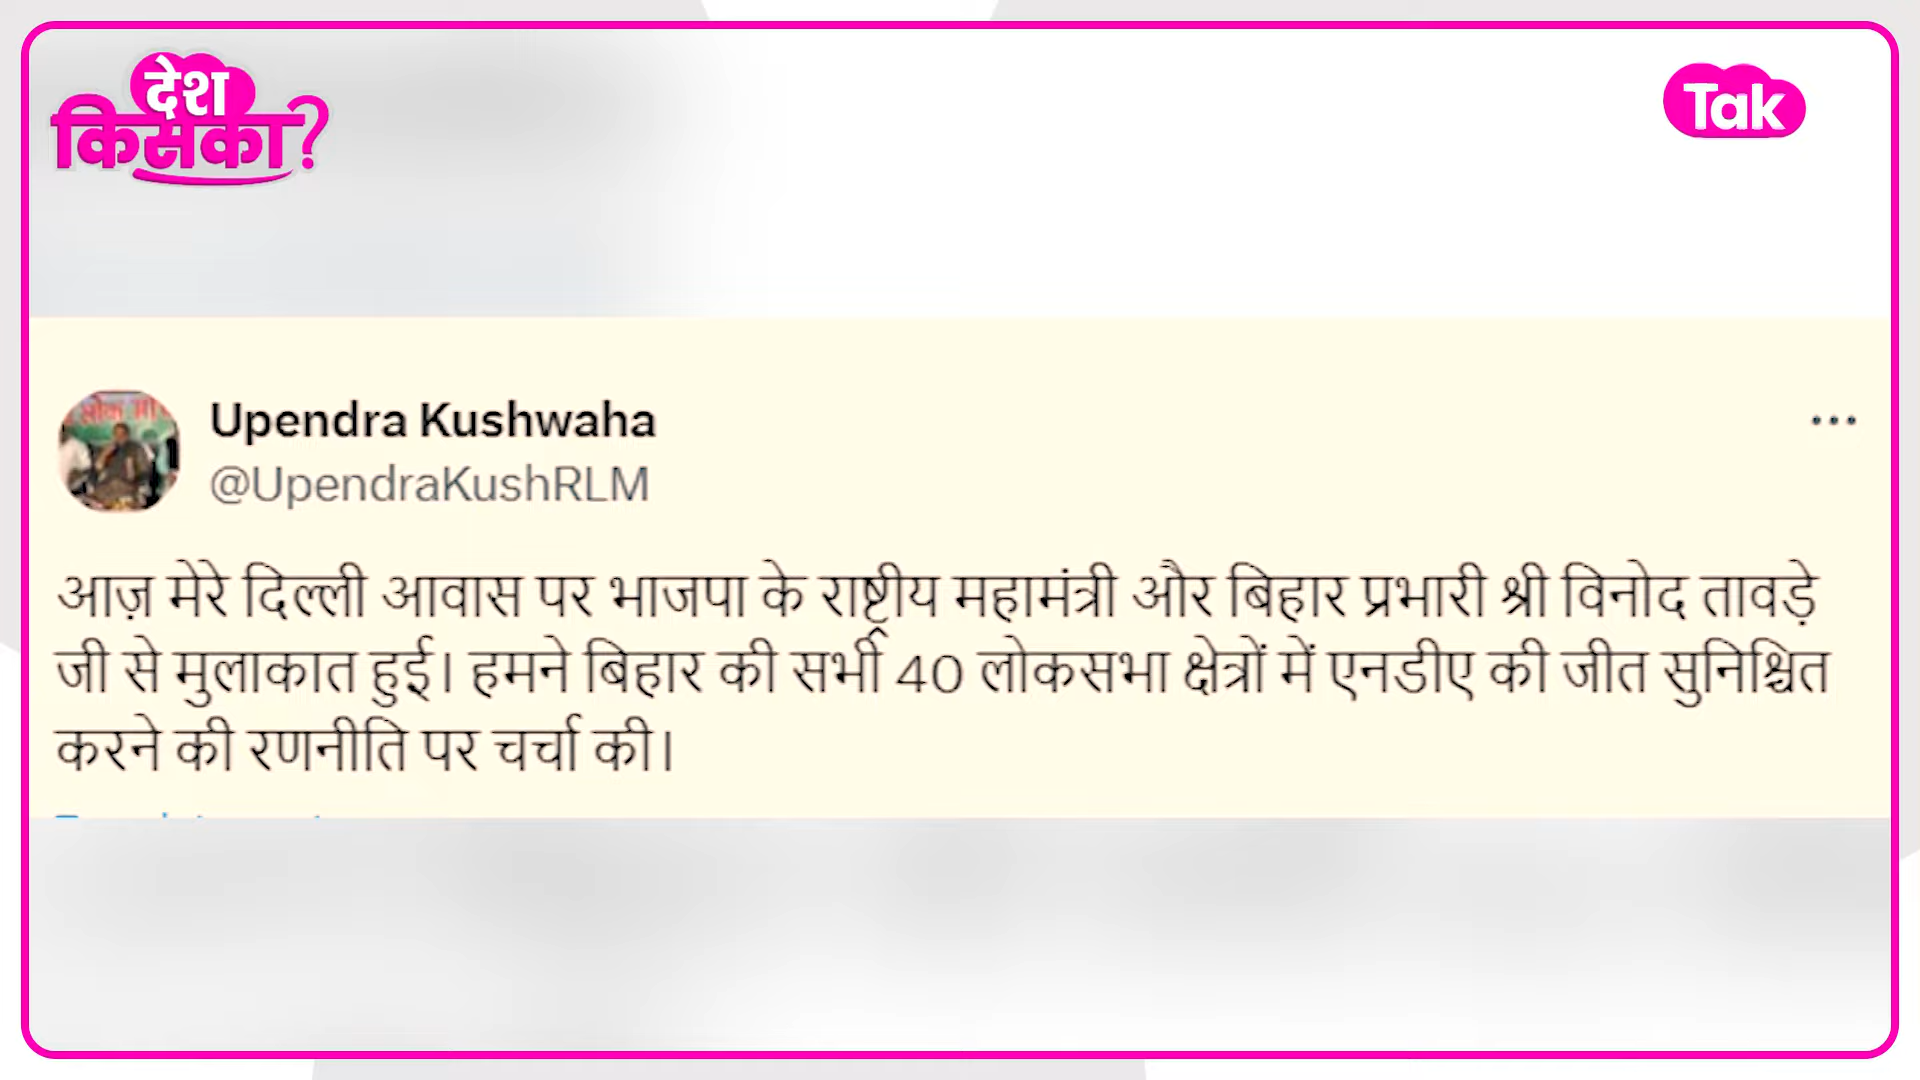 देश
किसका?
Tak
Upendra Kushwaha
@UpendraKushRLM
आज़ मेरे दिल्ली आवास पर भाजपा के राष्ट्रीय महामंत्री और बिहार प्रभारी श्री विनोद तावड़े
जी से मुलाकात हुई। हमने बिहार की सभी 40 लोकसभा क्षेत्रों में एनडीए की जीत सुनिश्चित
करने की रणनीति पर चर्चा की।